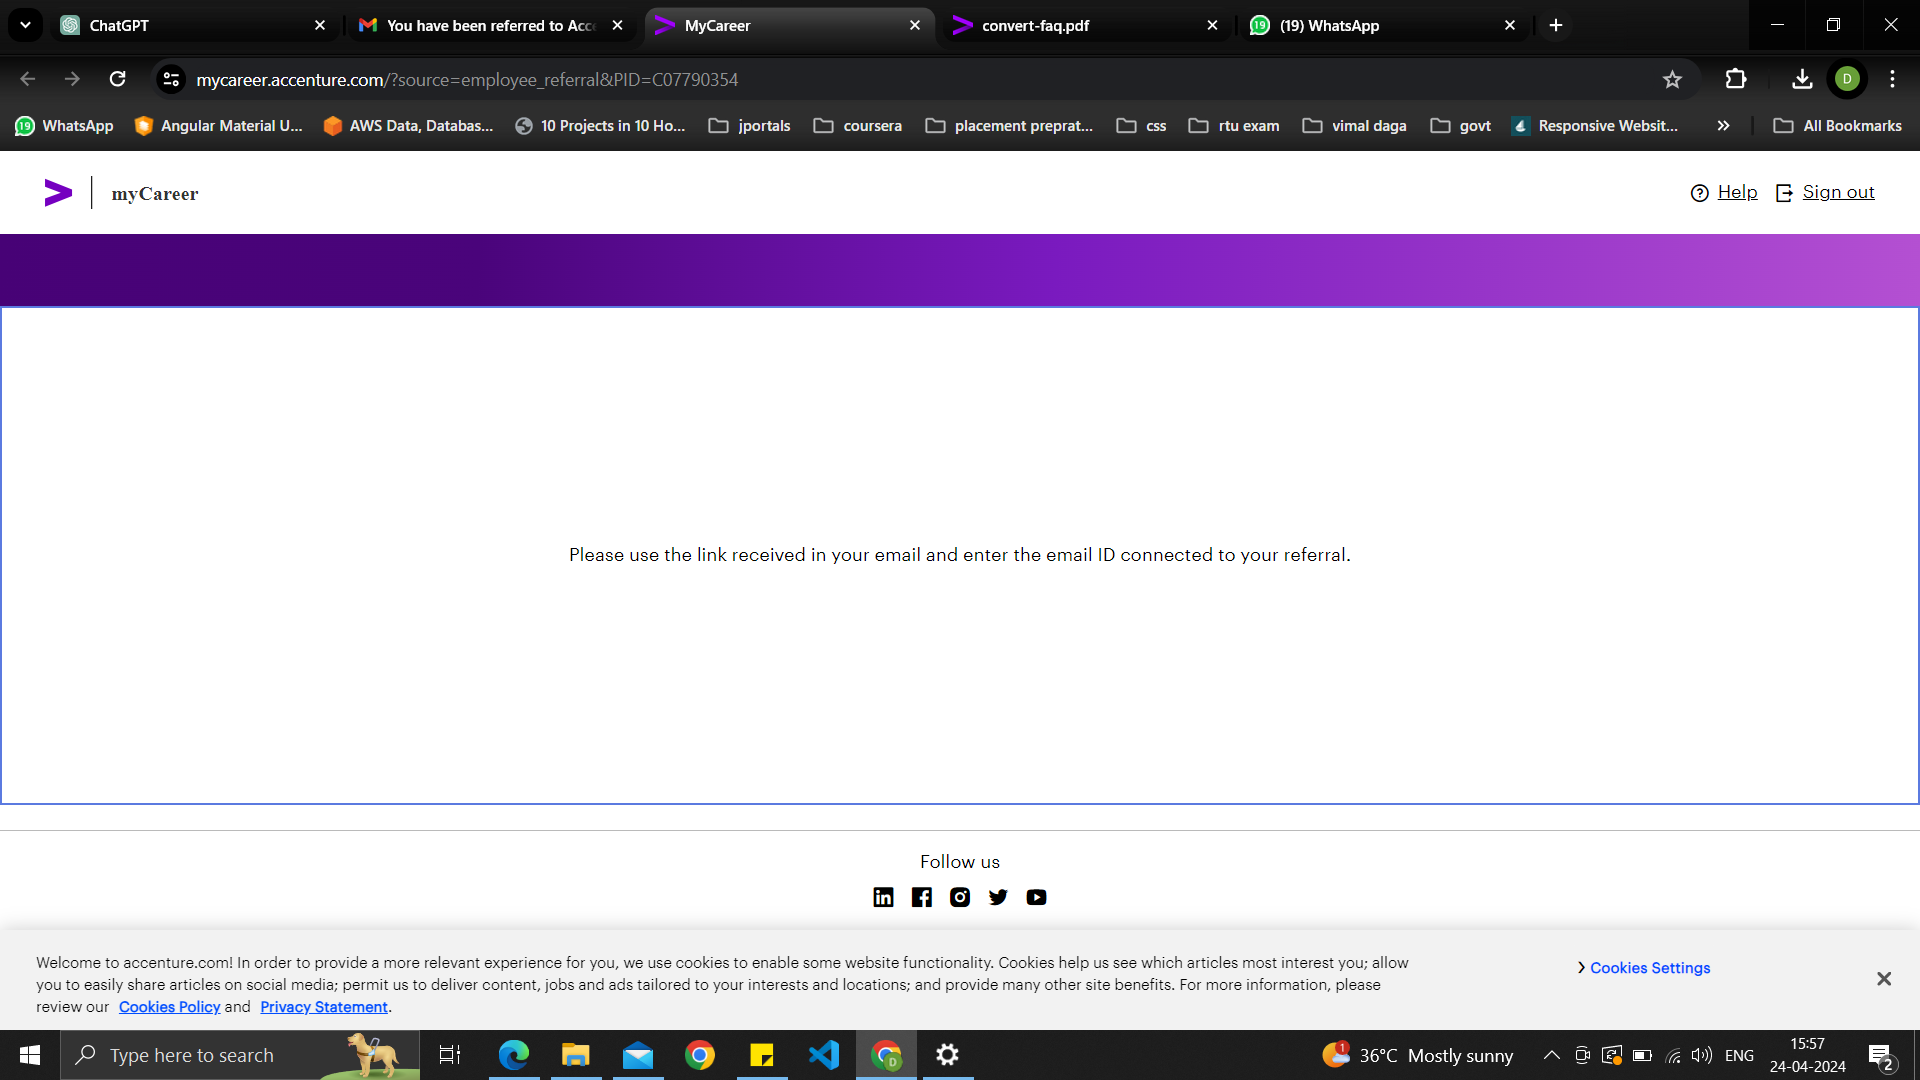 ChatGPT
You have been referred to Acce
MyCareer
convert-faq.pdf
19 (19) WhatsApp
mycareer.accenture.com/?source=employee_referral&PID=C07790354
D
19 WhatsApp
Angular Material U...
AWS Data, Databas...
10 Projects in 10 Ho...
jportals
coursera
placement preprat...
css
rtu exam
vimal daga
govt
Responsive Websit...
All Bookmarks
myCareer
Help
Sign out
Please use the link received in your email and enter the email ID connected to your referral.
Follow us
Welcome to accenture.com! In order to provide a more relevant experience for you, we use cookies to enable some website functionality. Cookies help us see which articles most interest you; allow
you to easily share articles on social media; permit us to deliver content, jobs and ads tailored to your interests and locations; and provide many other site benefits. For more information, please
review our Cookies Policy and Privacy Statement.
Cookies Settings
Type here to search
D
1
36°C Mostly sunny
ENG
15:57
24-04-2024
2